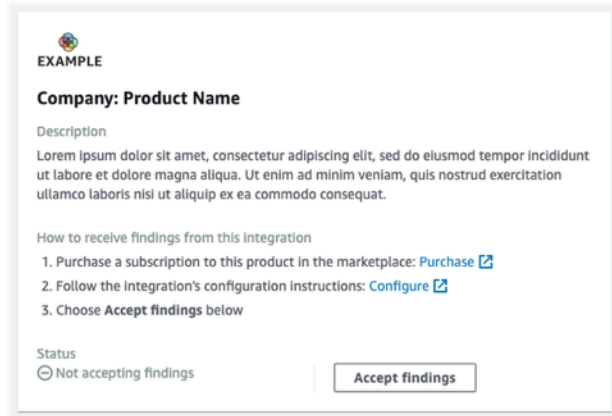 EXAMPLE
Company: Product Name
Description
Lorem ipsum dolor sit amet, consectetur adipiscing elit, sed do eiusmod tempor incididunt
ut labore et dolore magna aliqua. Ut enim ad minim veniam, quis nostrud exercitation
ullamco laboris nisi ut aliquip ex ea commodo consequat.
How to receive findings from this integration
1. Purchase a subscription to this product in the marketplace: Purchase
2. Follow the integration's configuration instructions: Configure
3. Choose Accept findings below
Status
Not accepting findings
Accept findings